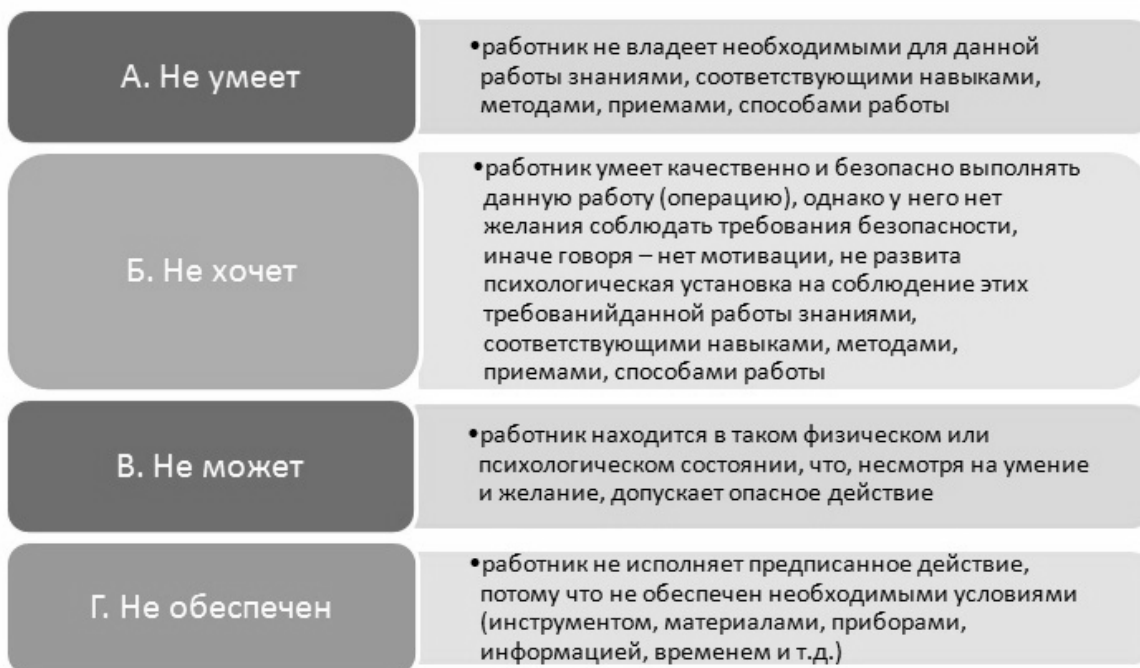 А. Не умеет
•работник не владеет необходимыми для данной
работы знаниями, соответствующими навыками,
методами, приемами, способами работы
Б. Не хочет
•работник умеет качественно и безопасно выполнять
данную работу (операцию), однако у него нет
желания соблюдать требования безопасности,
иначе говоря – нет мотивации, не развита
психологическая установка на соблюдение этих
требованийданной работы знаниями,
соответствующими навыками, методами,
приемами, способами работы
В. Не может
•работник находится в таком физическом или
психологическом состоянии, что, несмотря на умение
и желание, допускает опасное действие
Г. Не обеспечен
•работник не исполняет предписанное действие,
потому что не обеспечен необходимыми условиями
(инструментом, материалами, приборами,
информацией, временем и т.д.)